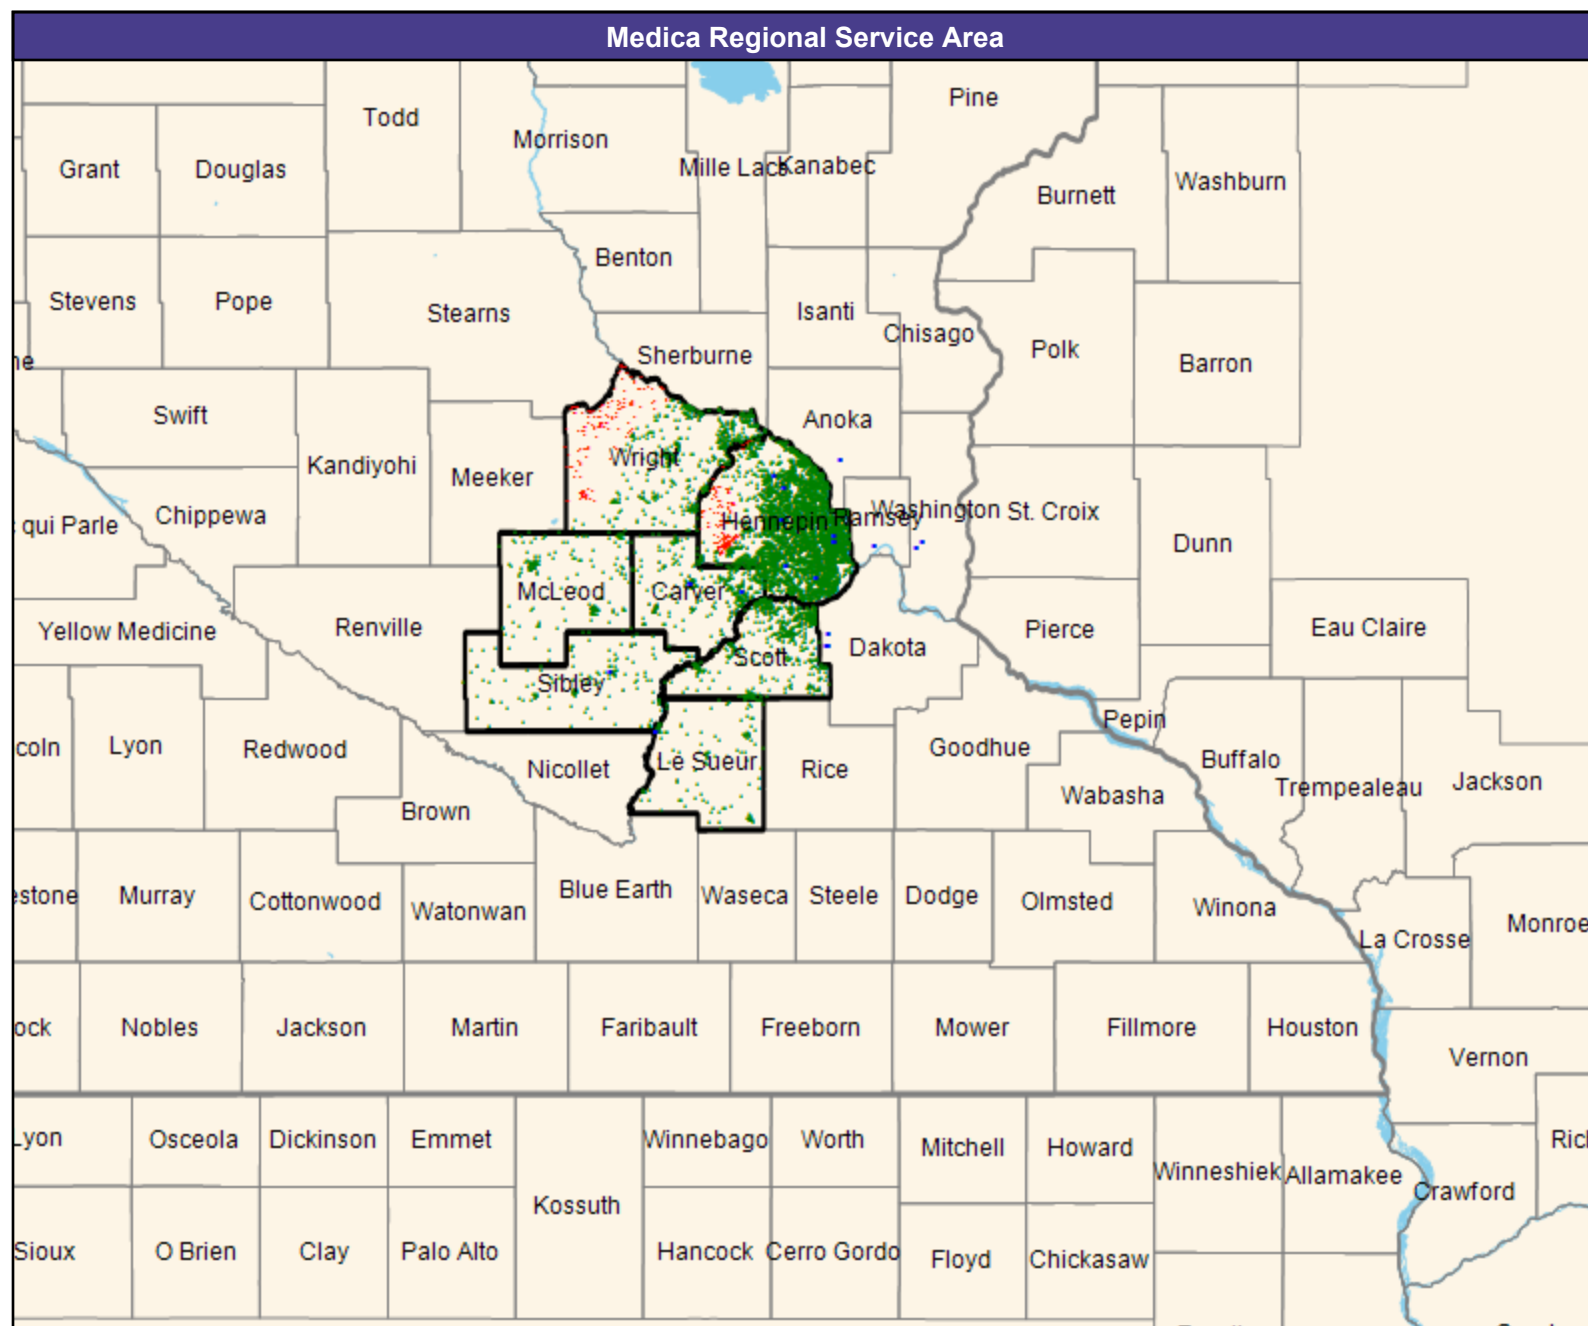 Medica Regional Service Area
Pine
Todd
Morrison
Grant
Douglas
Mille Lacs
Kanabec
Burnett
Washburn
Benton
Stevens
Pope
Stearns
Isanti
Chisago
Polk
Barron
Sherburne
ne
Swift
Anoka
Wright
Kandiyohi
Meeker
qui Parle
Chippewa
Hennepin
Ramsey
Washington
St. Croix
Dunn
McLeod
Carver
Yellow Medicine
Renville
Scott
Dakota
Pierce
Eau Claire
Sibley
Pepin
coln
Lyon
Redwood
Nicollet
Le Sueur
Rice
Goodhue
Buffalo
Trempealeau
Jackson
Brown
Wabasha
estone
Murray
Cottonwood
Watonwan
Blue Earth
Waseca
Steele
Dodge
Olmsted
Winona
La Crosse
Monroe
ock
Nobles
Jackson
Martin
Faribault
Freeborn
Mower
Fillmore
Houston
Vernon
Lyon
Osceola
Dickinson
Emmet
Winnebago
Worth
Mitchell
Howard
Winneshiek
Allamakee
Crawford
Rich
Kossuth
Sioux
O Brien
Clay
Palo Alto
Hancock
Cerro Gordo
Floyd
Chickasaw